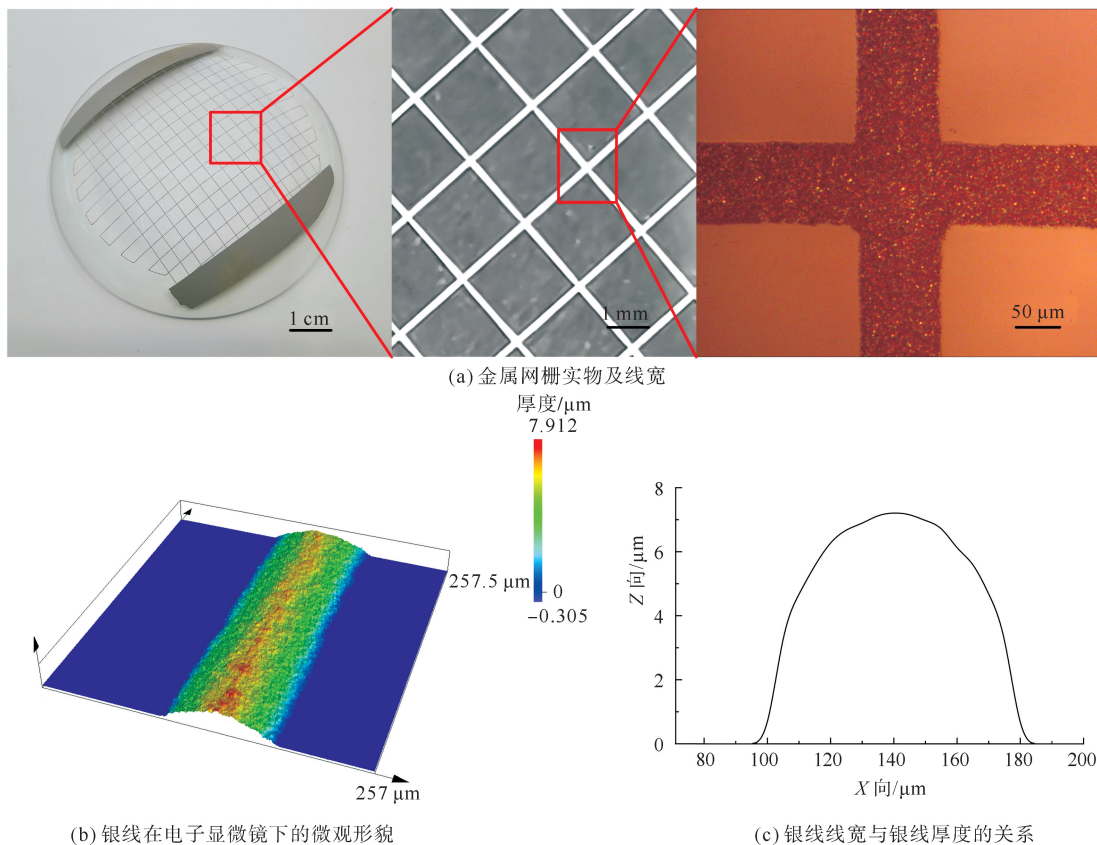 1 cm
1 mm
50 μm
(a) 金属网栅实物及线宽
厚度/μm
7.912
0
−0.305
257.5 μm
257 μm
(b) 银线在电子显微镜下的微观形貌
8
6
4
2
0
Z 向/μm
80 100 120 140 160 180 200
X 向/μm
(c) 银线线宽与银线厚度的关系